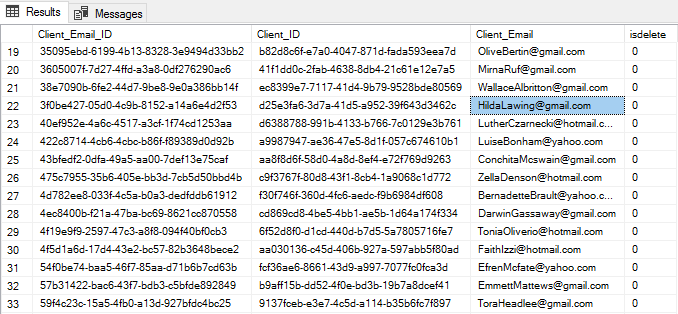 Results Messages
Client_Email_ID Client_ID Client_Email isdelete
19 35095ebd-6199-4b13-8328-3e9494d33bb2 b82d8c6f-e7a0-4047-871d-fada593eea7d OliveBertin@gmail.com 0
20 3605007f-7d27-4ffd-a3a8-0df276290ac6 41f1dd0c-2fab-4638-8db4-21c61e12e7a5 MirnaRuf@gmail.com 0
21 38e7090b-6fe2-44d7-9be8-9e0a386bb14f ec8399e7-7117-41d4-9b79-9528bde80569 WallaceAlbritton@gmail.com 0
22 3f0be427-05d0-4c9b-8152-a14a6e4d2f53 d25e3fa6-3d7a-41d5-a952-39f643d3462c HildaLawing@gmail.com 0
23 40ef952e-4a6c-4517-a3cf-1f74cd1253aa d6388788-991b-4133-b766-7c0129e3b761 LutherCzarnecki@hotmail.c... 0
24 422c8714-4cb6-4cbc-b86f-f89389d0d92b a9987947-ae36-47e5-8d1f-057c674610b1 LuiseBonham@yahoo.com 0
25 43bfedf2-0dfa-49a5-aa00-7def13e75caf aa8f8d6f-58d0-4a8d-8ef4-e72f769d9263 ConchitaMcswain@gmail.com 0
26 475c7955-35b6-405e-bb3d-7cb5d50bbd4b c9f3767f-80d8-43f1-8cb4-1a9068c1d772 ZellaDenson@hotmail.com 0
27 4d782ee8-033f-4c5a-b0a3-dedfddb61912 f30f746f-360d-4fc6-aedc-f9b6984df608 BernadetteBrault@yahoo.c... 0
28 4ec8400b-f21a-47ba-bc69-8621cc870558 cd869cd8-4be5-4bb1-ae5b-1d64a174f334 DarwinGassaway@gmail.com 0
29 4f19e9f9-2597-47c3-a8f8-094f40bf0cb3 6f52d8f0-d1cd-440d-b7d5-5a7805716fe7 ToniaOliverio@hotmail.com 0
30 4f5d1a6d-17d4-43e2-bc57-82b3648bece2 aa030136-c45d-406b-927a-597abb5f80ad FaithIzzi@hotmail.com 0
31 54f0be74-baa5-46f7-85aa-d71b6b7cd63b fcf36ae6-8661-43d9-a997-7077fc0fca3d EfrenMcfate@yahoo.com 0
32 57b31422-bac6-43f7-bdb3-c5bfde892849 b9aff15b-dd52-4f0e-bd3b-19b7a8dcef41 EmmettMattews@gmail.com 0
33 59f4c23c-15a5-4fb0-a13d-927bfdc4bc25 9137fceb-e3e7-4c5d-a114-b35b6fc7f897 ToraHeadlee@gmail.com 0